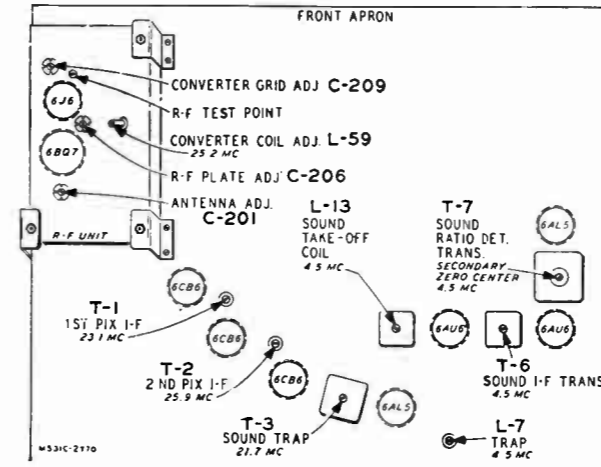 FRONT APRON
CONVERTER GRID ADJ C-209
R-F TEST POINT
6J6
CONVERTER COIL ADJ. L-59
25.2 MC
6BQ7
R-F PLATE ADJ C-206
ANTENNA ADJ.
C-201
R-F UNIT
L-13
SOUND
TAKE-OFF
COIL
4.5 MC
T-7
SOUND
RATIO DET.
TRANS.
SECONDARY
ZERO CENTER
4.5 MC
6AL5
6CB6
T-1
1ST PIX I-F
23.1 MC
6CB6
6AU6
6AU6
T-2
2ND PIX I-F
25.9 MC
6CB6
T-6
SOUND I-F TRANS
4.5 MC
6AL5
T-3
SOUND TRAP
21.7 MC
L-7
TRAP
4.5 MC
MS31C-2170